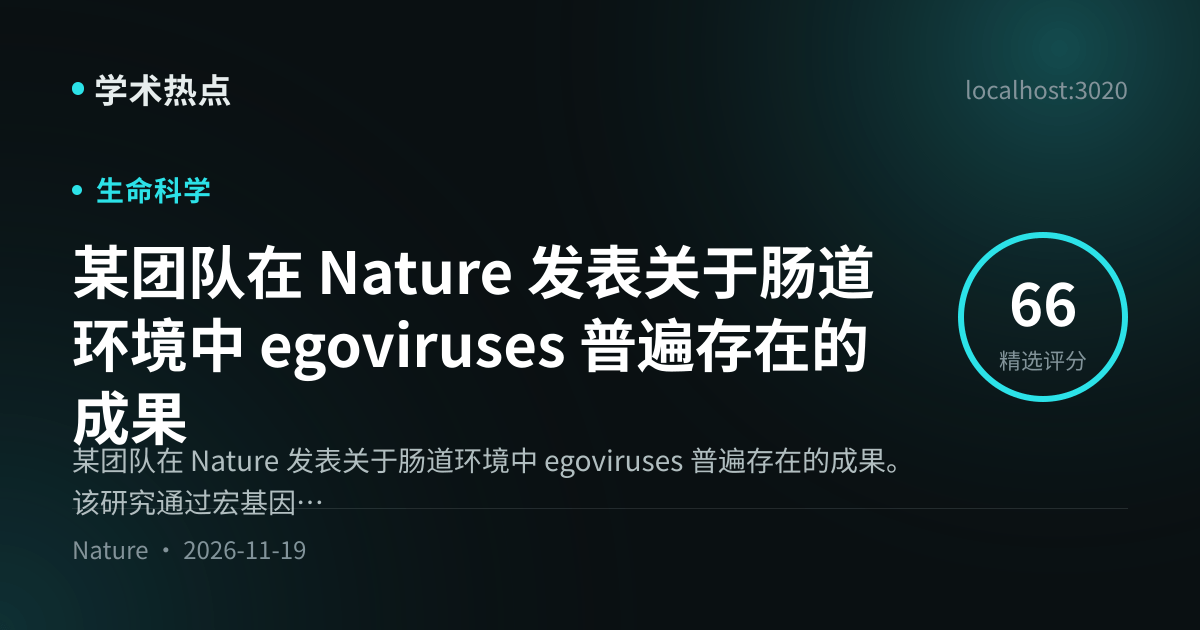 学术热点
localhost:3020
生命科学
某团队在 Nature 发表关于肠道
环境中 egoviruses 普遍存在的
成果
66
精选评分
某团队在 Nature 发表关于肠道环境中 egoviruses 普遍存在的成果。
该研究通过宏基因…
Nature · 2026-11-19